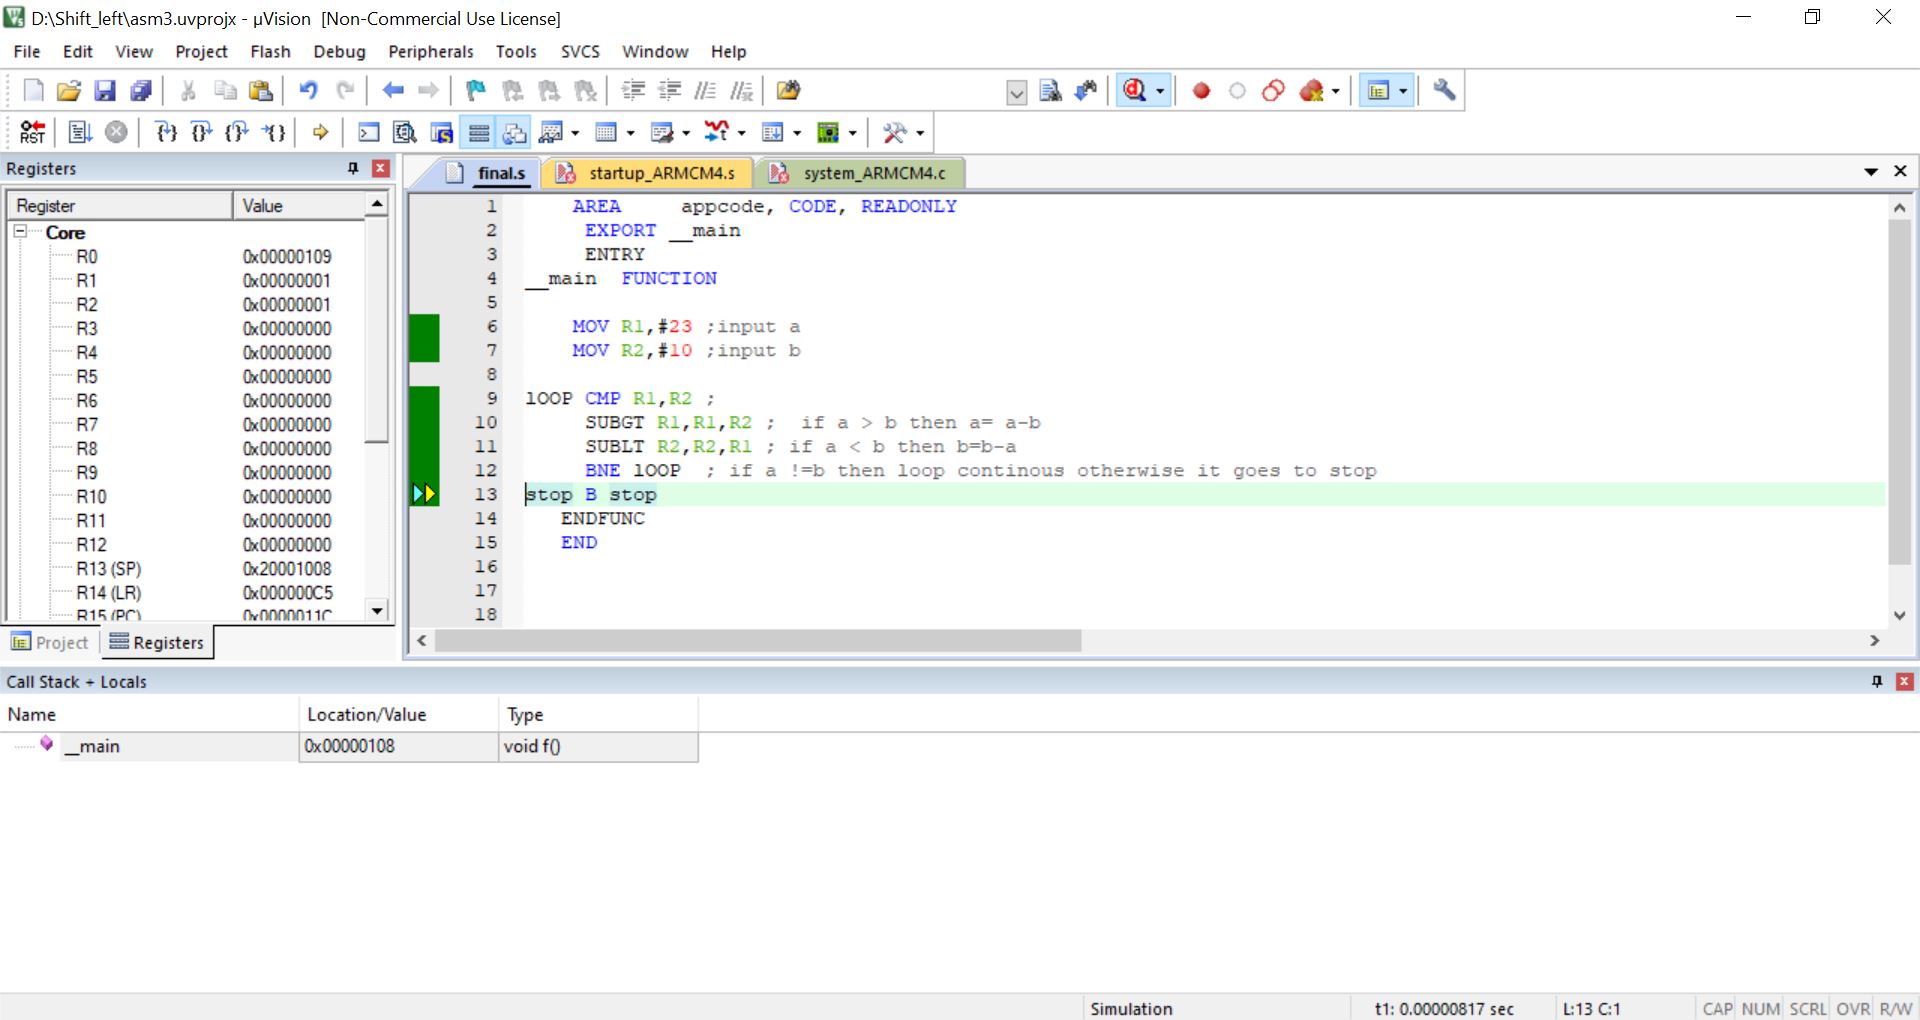 D:\Shift_left\asm3.uvprojx - µVision [Non-Commercial Use License]
File Edit View Project Flash Debug Peripherals Tools SVCS Window Help
RST
Registers
final.s startup_ARMCM4.s system_ARMCM4.c
Register Value
Core
R0 0x00000109
R1 0x00000001
R2 0x00000001
R3 0x00000000
R4 0x00000000
R5 0x00000000
R6 0x00000000
R7 0x00000000
R8 0x00000000
R9 0x00000000
R10 0x00000000
R11 0x00000000
R12 0x00000000
R13 (SP) 0x20001008
R14 (LR) 0x000000C5
R15 (PC) 0x0000011C
Project Registers
1 AREA appcode, CODE, READONLY
2 EXPORT __main
3 ENTRY
4 __main FUNCTION
5
6 MOV R1,#23 ;input a
7 MOV R2,#10 ;input b
8
9 lOOP CMP R1,R2 ;
10 SUBGT R1,R1,R2 ; if a > b then a= a-b
11 SUBLT R2,R2,R1 ; if a < b then b=b-a
12 BNE lOOP ; if a !=b then loop continous otherwise it goes to stop
13 stop B stop
14 ENDFUNC
15 END
16
17
18
Call Stack + Locals
Name Location/Value Type
__main 0x00000108 void f()
Simulation t1: 0.00000817 sec L:13 C:1 CAP NUM SCRL OVR R/W